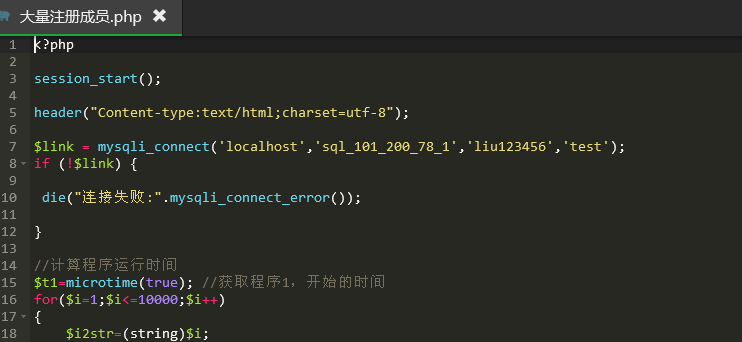 大量注册成员.php ✖
1 <?php
2
3 session_start();
4
5 header("Content-type:text/html;charset=utf-8");
6
7 $link = mysqli_connect('localhost','sql_101_200_78_1','liu123456','test');
8 if (!$link) {
9
10 die("连接失败:".mysqli_connect_error());
11
12 }
13
14 //计算程序运行时间
15 $t1=microtime(true); //获取程序1，开始的时间
16 for($i=1;$i<=10000;$i++)
17 {
18 $i2str=(string)$i;